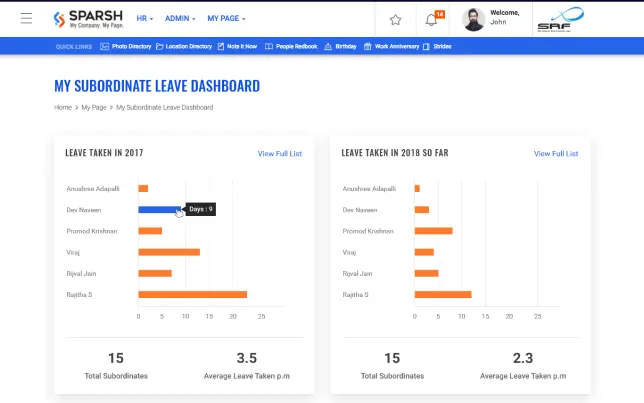 SPARSH
My Company. My Page.
HR
ADMIN
MY PAGE
14
Welcome,
John
SRF
QUICK LINKS
Photo Directory
Location Directory
Note It Now
People Redbook
Birthday
Work Anniversary
Strides
MY SUBORDINATE LEAVE DASHBOARD
Home > My Page > My Subordinate Leave Dashboard
LEAVE TAKEN IN 2017
View Full List
Anushree Adapalli
Dev Naveen
Days : 9
Promod Krishnan
Viraj
Rijval Jain
Rajitha S
0 5 10 15 20 25
15
Total Subordinates
3.5
Average Leave Taken p.m
LEAVE TAKEN IN 2018 SO FAR
View Full List
Anushree Adapalli
Dev Naveen
Promod Krishnan
Viraj
Rijval Jain
Rajitha S
0 5 10 15 20 25
15
Total Subordinates
2.3
Average Leave Taken p.m